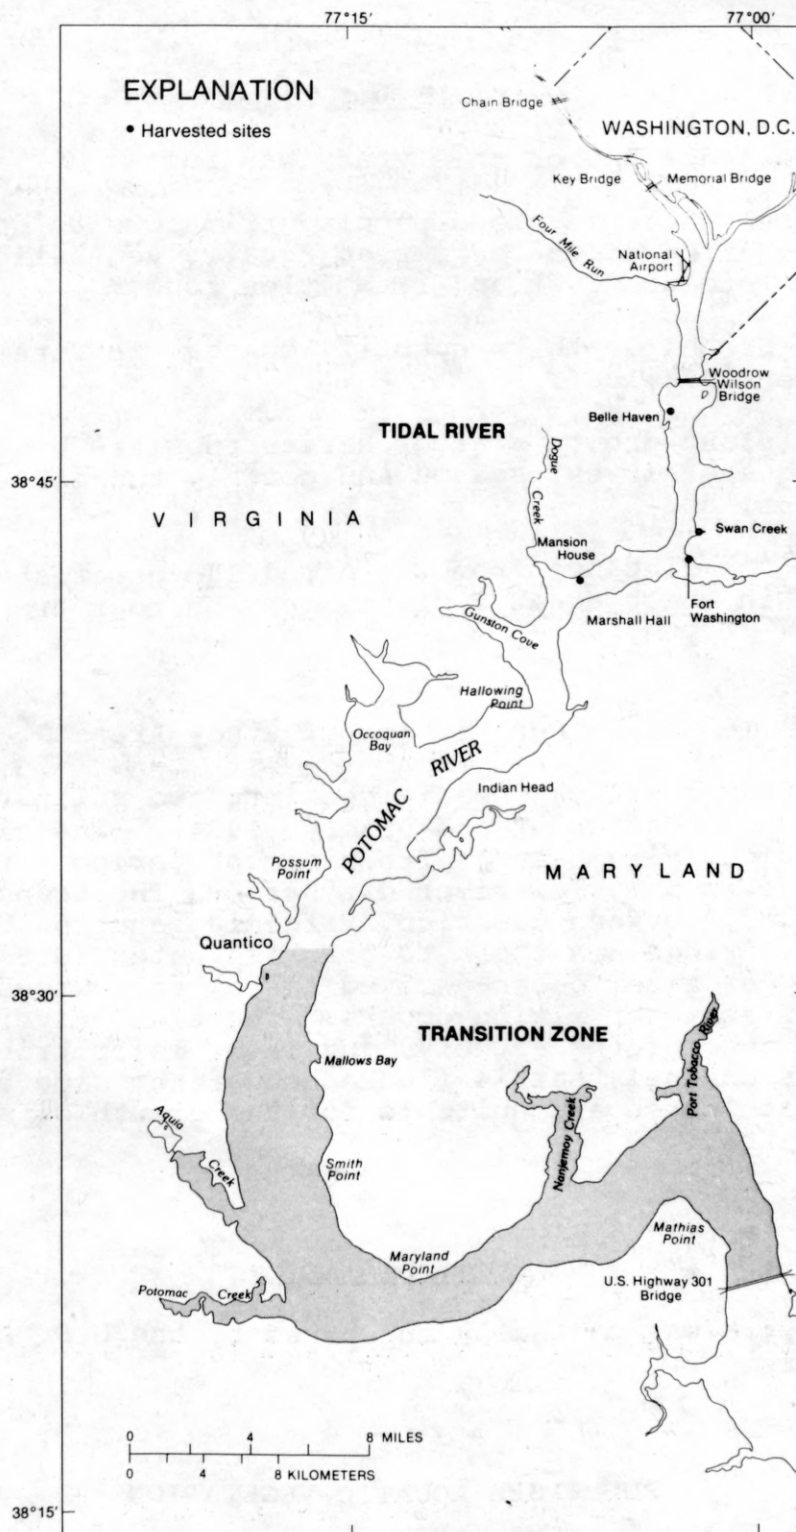 77°15'
77°00'
EXPLANATION
• Harvested sites
Chain Bridge
WASHINGTON, D.C.
Key Bridge
Memorial Bridge
Four Mile Run
National
Airport
Woodrow
Wilson
Bridge
Belle Haven
TIDAL RIVER
Dogue
Creek
38°45'
VIRGINIA
Swan Creek
Mansion
House
Fort
Washington
Marshall Hall
Gunston Cove
Hallowing
Point
Occoquan
Bay
POTOMAC
RIVER
Indian Head
Possum
Point
MARYLAND
Quantico
38°30'
TRANSITION ZONE
Port Tobacco River
Mallows Bay
Nanjemoy Creek
Aquia
Creek
Smith
Point
Mathias
Point
Maryland
Point
U.S. Highway 301
Bridge
Potomac Creek
0 4 8 MILES
0 4 8 KILOMETERS
38°15'